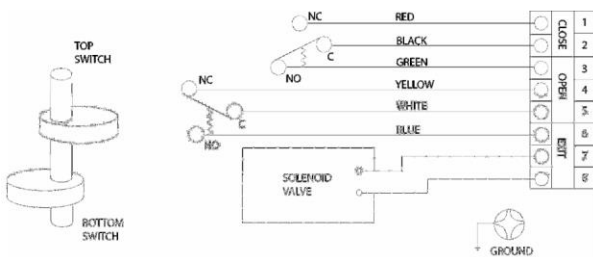 NC
RED
CLOSE
1
BLACK
2
C
GREEN
3
NO
OPEN
TOP
SWITCH
NC
YELLOW
4
WHITE
5
C
BLUE
6
NO
EXIT
7
SOLENOID
VALVE
8
BOTTOM
SWITCH
GROUND